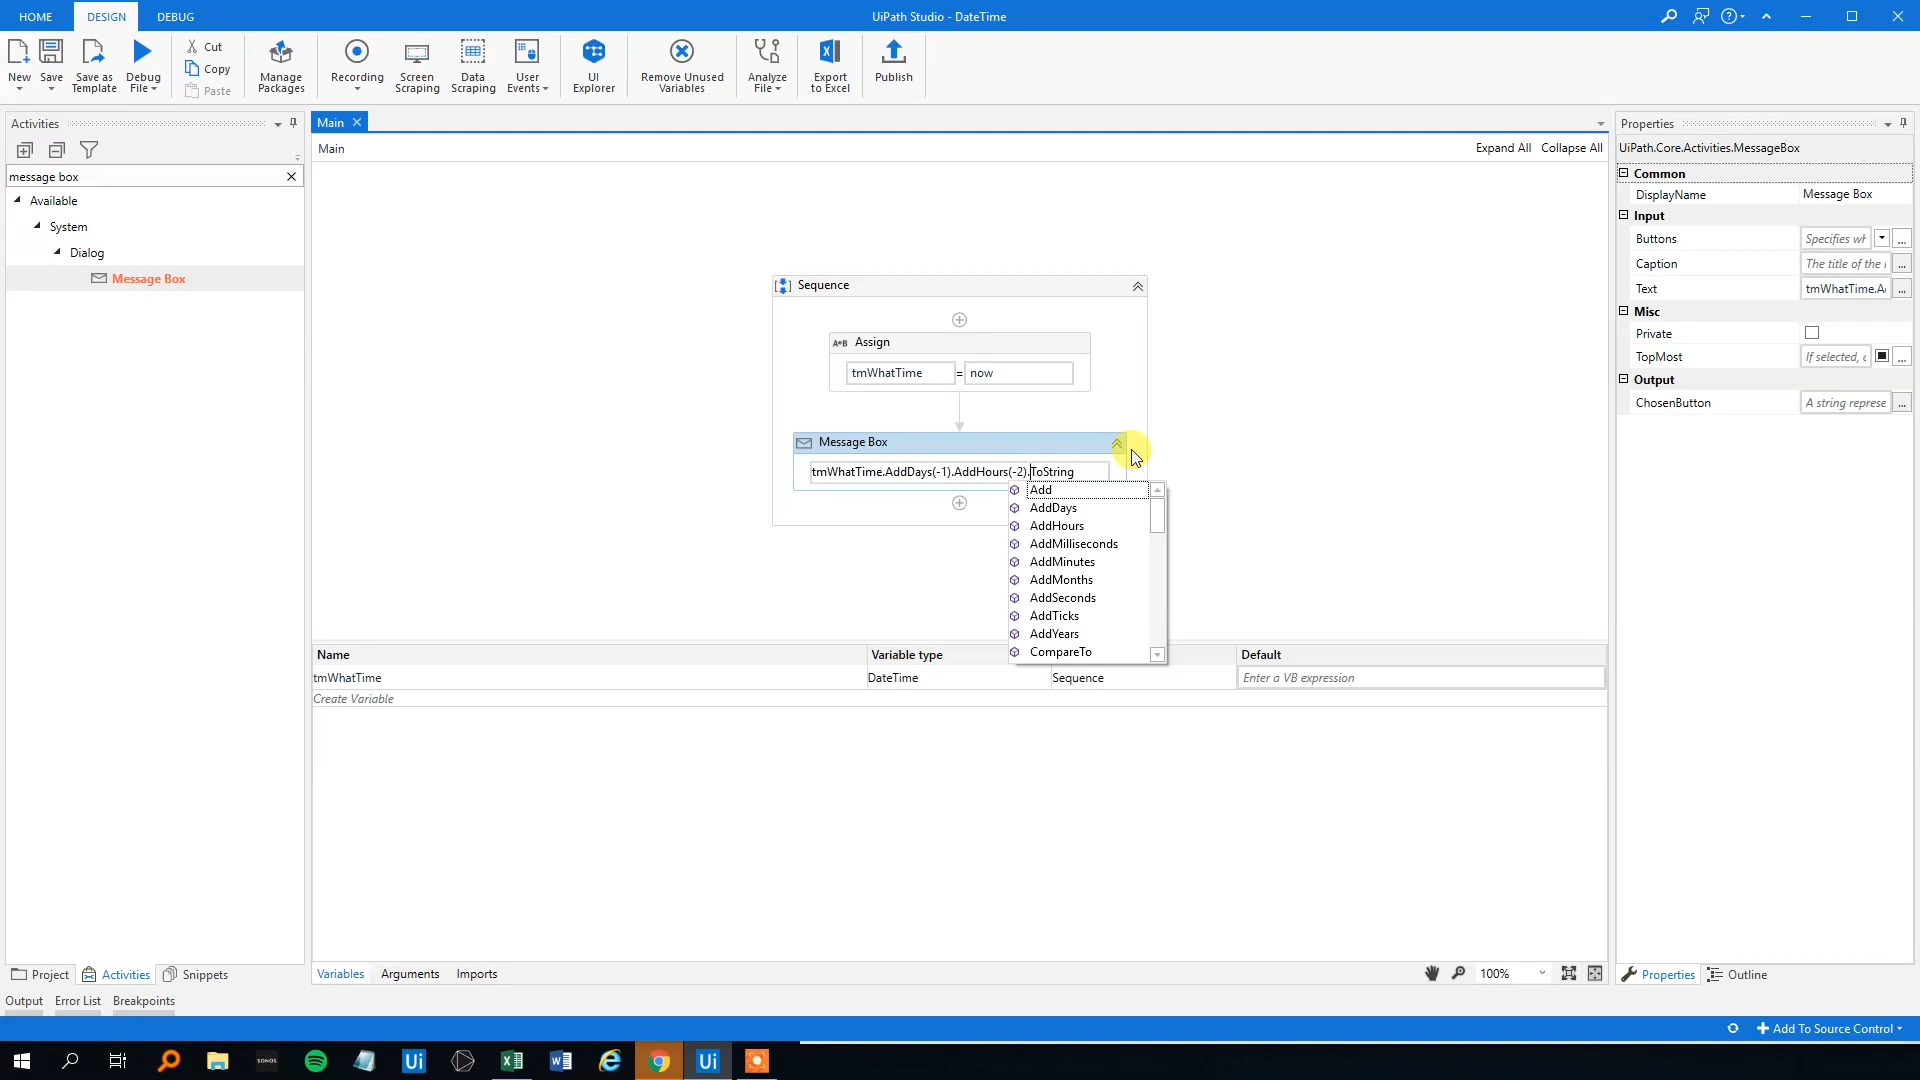 HOME DESIGN DEBUG UiPath Studio - DateTime
New
Save
Save as Template
Debug File
Cut
Copy
Paste
Manage Packages
Recording
Screen Scraping
Data Scraping
User Events
UI Explorer
Remove Unused Variables
Analyze File
Export to Excel
Publish
Activities
message box
Available
System
Dialog
Message Box
Main
Main Expand All Collapse All
Sequence
A*B Assign
tmWhatTime = now
Message Box
tmWhatTime.AddDays(-1).AddHours(-2).ToString
Add
AddDays
AddHours
AddMilliseconds
AddMinutes
AddMonths
AddSeconds
AddTicks
AddYears
CompareTo
Name Variable type Default
tmWhatTime DateTime Sequence Enter a VB expression
Create Variable
Variables Arguments Imports 100%
Properties
UiPath.Core.Activities.MessageBox
Common
DisplayName Message Box
Input
Buttons Specifies wh ...
Caption The title of the ...
Text tmWhatTime.A ...
Misc
Private
TopMost If selected, ...
Output
ChosenButton A string represe ...
Properties Outline
Project Activities Snippets
Output Error List Breakpoints
Add To Source Control
SONOS Ui Ui